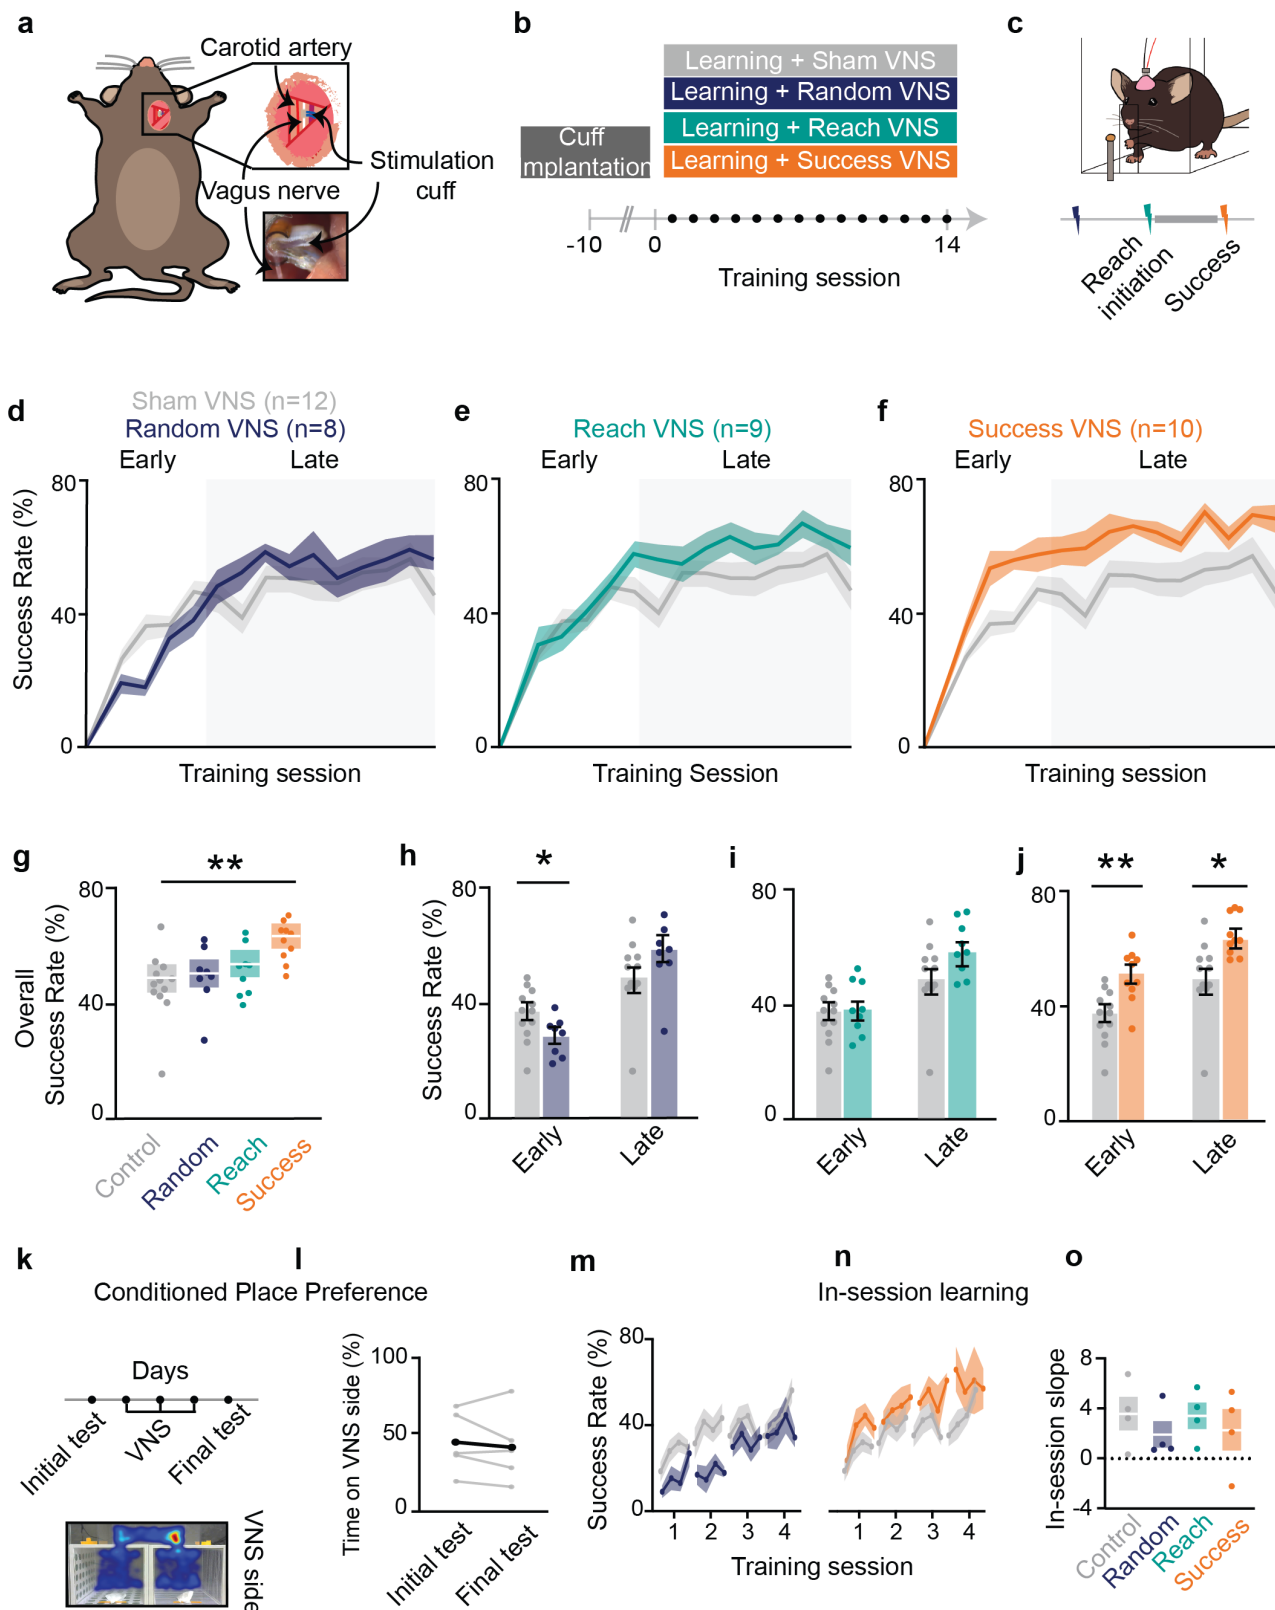 a
Carotid artery
Vagus nerve
Stimulation
cuff
b
Learning + Sham VNS
Learning + Random VNS
Learning + Reach VNS
Learning + Success VNS
Cuff
mplantation
-10
0
14
Training session
c
Reach
initiation
Success
d
Sham VNS (n=12)
Random VNS (n=8)
Early
Late
80
40
0
Success Rate (%)
Training session
e
Reach VNS (n=9)
Early
Late
80
40
0
Training Session
f
Success VNS (n=10)
Early
Late
80
40
0
Training session
g
**
80
40
0
Overall
Success Rate (%)
Control
Random
Reach
Success
h
*
80
40
0
Success Rate (%)
Early
Late
i
80
40
0
Early
Late
j
**
*
80
40
0
Early
Late
k
Conditioned Place Preference
Days
Initial test
VNS
Final test
VNS side
l
100
50
0
Time on VNS side (%)
Initial test
Final test
m
80
40
0
Success Rate (%)
1
2
3
4
Training session
n
In-session learning
1
2
3
4
o
8
4
0
-4
In-session slope
Control
Random
Reach
Success